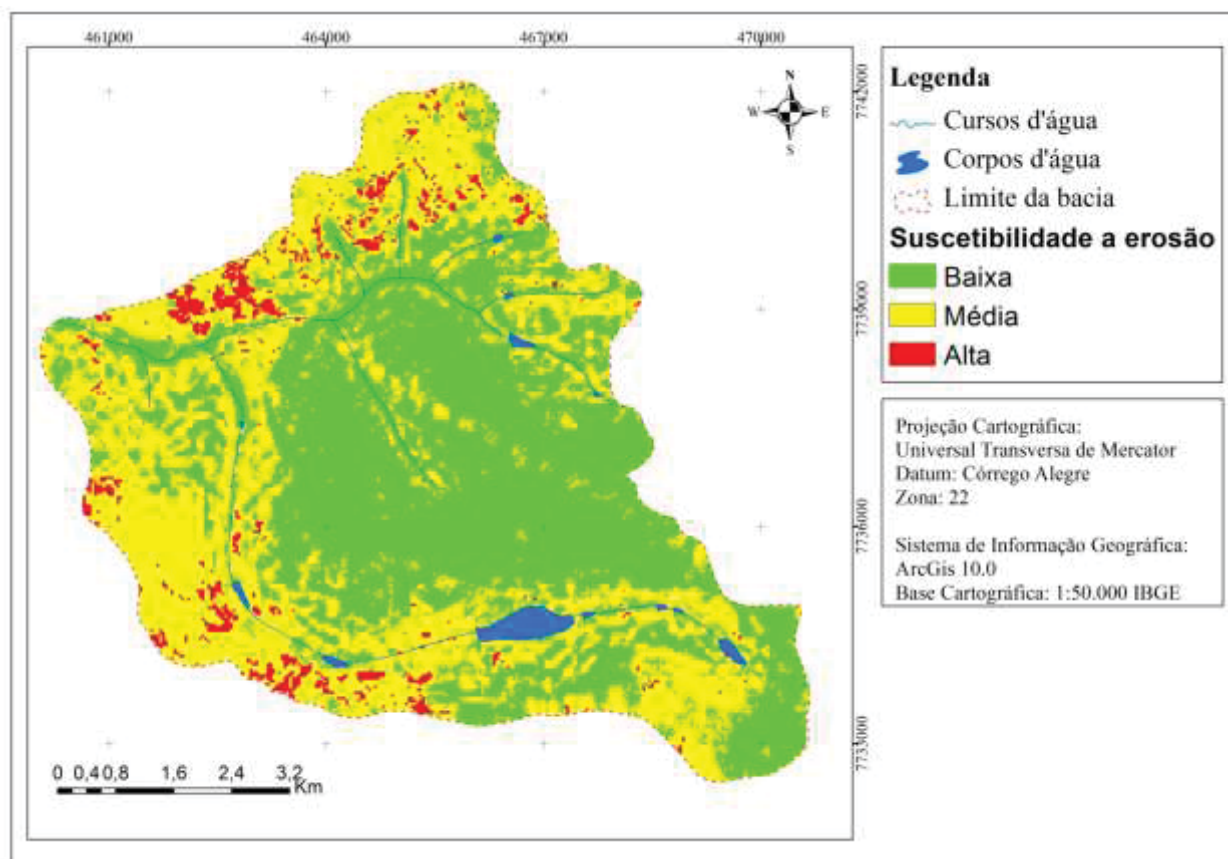 461000 464000 467000 470000
N
W E
S
7742000
7739000
7736000
7733000
0 0,4 0,8 1,6 2,4 3,2
Km
Legenda
Cursos d'água
Corpos d'água
Limite da bacia
Suscetibilidade a erosão
Baixa
Média
Alta
Projeção Cartográfica:
Universal Transversa de Mercator
Datum: Córrego Alegre
Zona: 22
Sistema de Informação Geográfica:
ArcGis 10.0
Base Cartográfica: 1:50.000 IBGE